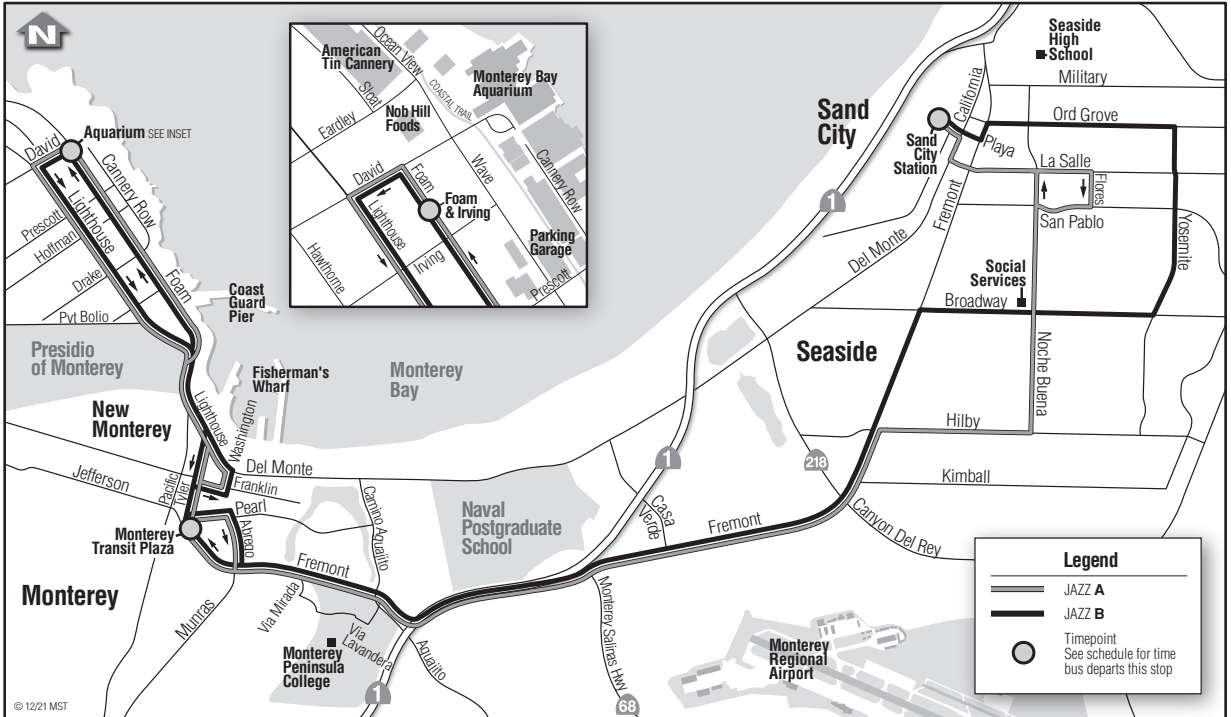 N
American
Tin Cannery
Ocean View
COASTAL TRAIL
Monterey Bay
Aquarium
Sloat
Eardley
Nob Hill
Foods
Wave
Cannery Row
David
Foam
Foam
& Irving
Lighthouse
Irving
Hawthorne
Parking
Garage
Prescott
Seaside
High
School
Military
California
Ord Grove
Sand
City
Sand
City
Station
Playa
La Salle
Flores
San Pablo
Fremont
Yosemite
1
Del Monte
Social
Services
Broadway
Noche Buena
Seaside
Hilby
Kimball
218
Canyon Del Rey
David
Aquarium SEE INSET
Cannery Row
Prescott
Hoffman
Lighthouse
Drake
Foam
Pvt Bolio
Coast
Guard
Pier
Presidio
of Monterey
Fisherman's
Wharf
Monterey
Bay
New
Monterey
Lighthouse
Washington
Del Monte
Jefferson
Pacific
Tyler
Franklin
Pearl
Abrego
Monterey
Transit Plaza
Camino Aguajito
Naval
Postgraduate
School
1
Casa
Verde
Fremont
Fremont
Monterey
Munras
Via Mirada
Via
Lavandera
Monterey
Peninsula
College
1
Aguajito
Monterey Salinas Hwy
68
Monterey
Regional
Airport
Legend
JAZZ A
JAZZ B
Timepoint
See schedule for time
bus departs this stop
© 12/21 MST